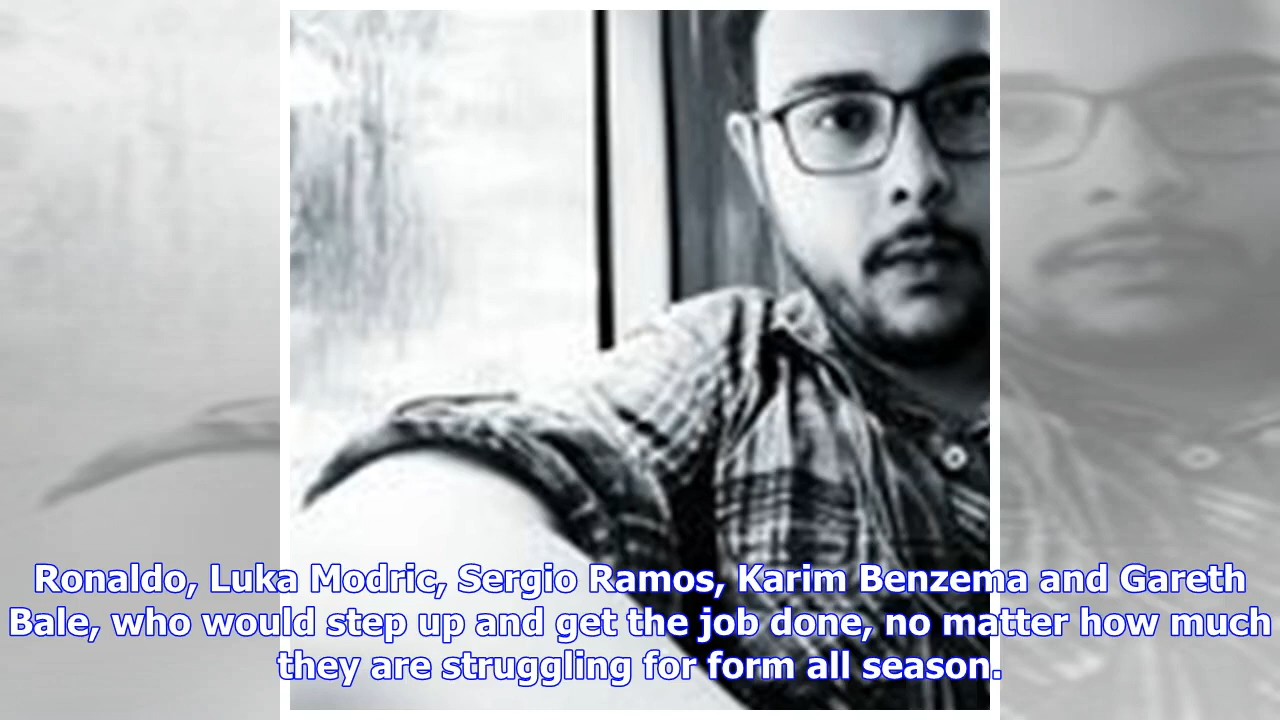 Ronaldo, Luka Modric, Sergio Ramos, Karim Benzema and Gareth
Bale, who would step up and get the job done, no matter how much
they are struggling for form all season.